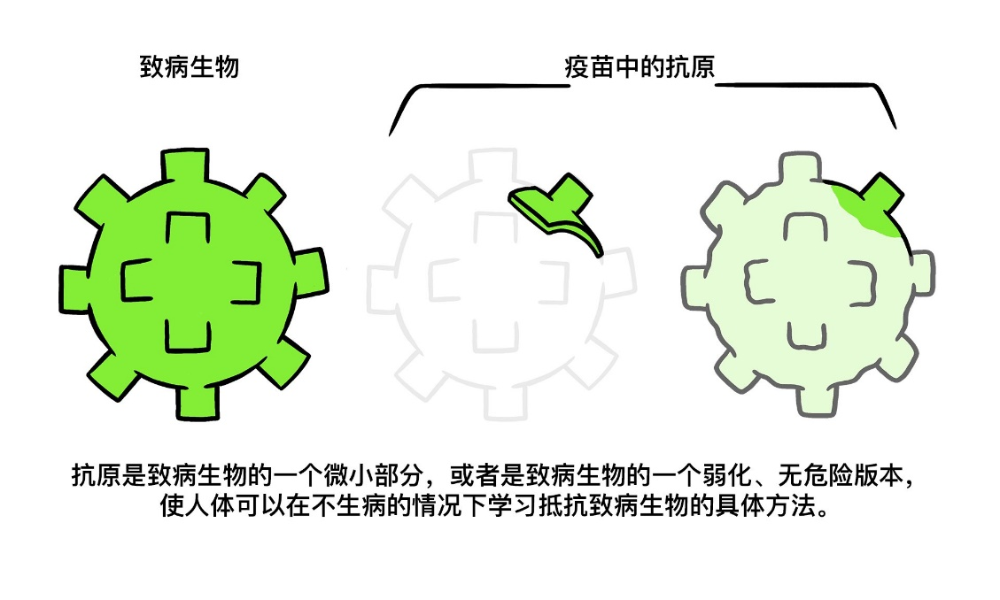 致病生物
疫苗中的抗原
抗原是致病生物的一个微小部分，或者是致病生物的一个弱化、无危险版本，
使人体可以在不生病的情况下学习抵抗致病生物的具体方法。